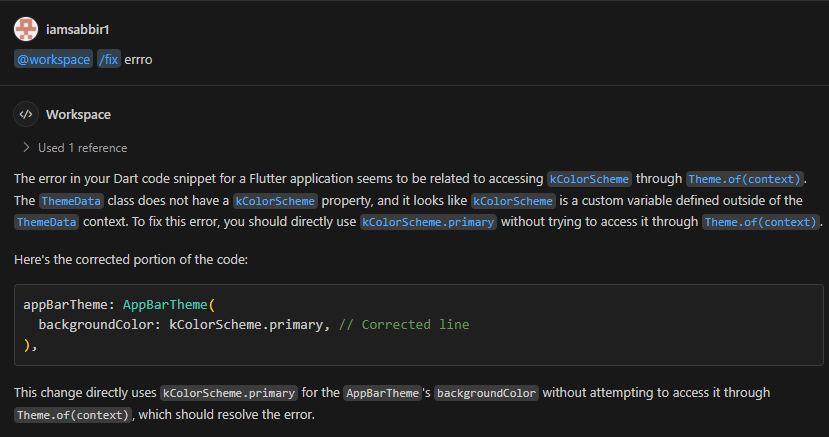 iamsabbir1
@workspace /fix errro
Workspace
Used 1 reference
The error in your Dart code snippet for a Flutter application seems to be related to accessing kColorScheme through Theme.of(context).
The ThemeData class does not have a kColorScheme property, and it looks like kColorScheme is a custom variable defined outside of the
ThemeData context. To fix this error, you should directly use kColorScheme.primary without trying to access it through Theme.of(context).
Here's the corrected portion of the code:
appBarTheme: AppBarTheme(
  backgroundColor: kColorScheme.primary, // Corrected line
),
This change directly uses kColorScheme.primary for the AppBarTheme's backgroundColor without attempting to access it through
Theme.of(context), which should resolve the error.